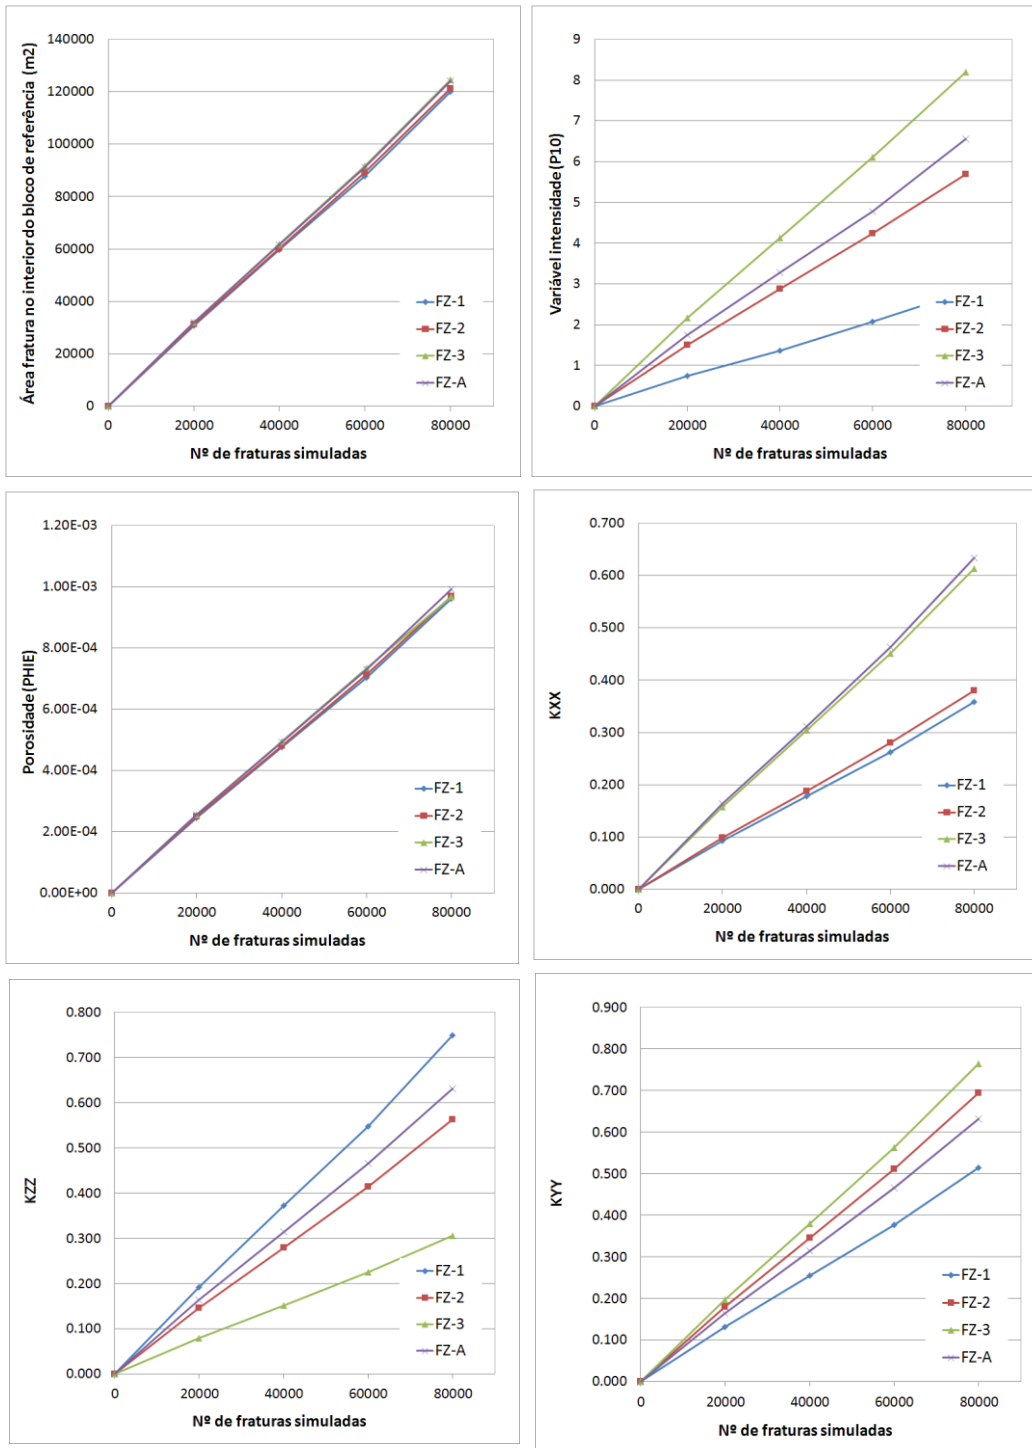 Área fratura no interior do bloco de referência (m2)
140000
120000
100000
80000
60000
40000
20000
0
FZ-1
FZ-2
FZ-3
FZ-A
0 20000 40000 60000 80000
Nº de fraturas simuladas
Variável intensidade (P10)
9
8
7
6
5
4
3
2
1
0
FZ-1
FZ-2
FZ-3
FZ-A
0 20000 40000 60000 80000
Nº de fraturas simuladas
Porosidade (PHIE)
1.20E-03
1.00E-03
8.00E-04
6.00E-04
4.00E-04
2.00E-04
0.00E+00
FZ-1
FZ-2
FZ-3
FZ-A
0 20000 40000 60000 80000
Nº de fraturas simuladas
KXX
0.700
0.600
0.500
0.400
0.300
0.200
0.100
0.000
FZ-1
FZ-2
FZ-3
FZ-A
0 20000 40000 60000 80000
Nº de fraturas simuladas
KZZ
0.800
0.700
0.600
0.500
0.400
0.300
0.200
0.100
0.000
FZ-1
FZ-2
FZ-3
FZ-A
0 20000 40000 60000 80000
Nº de fraturas simuladas
KYY
0.900
0.800
0.700
0.600
0.500
0.400
0.300
0.200
0.100
0.000
FZ-1
FZ-2
FZ-3
FZ-A
0 20000 40000 60000 80000
Nº de fraturas simuladas